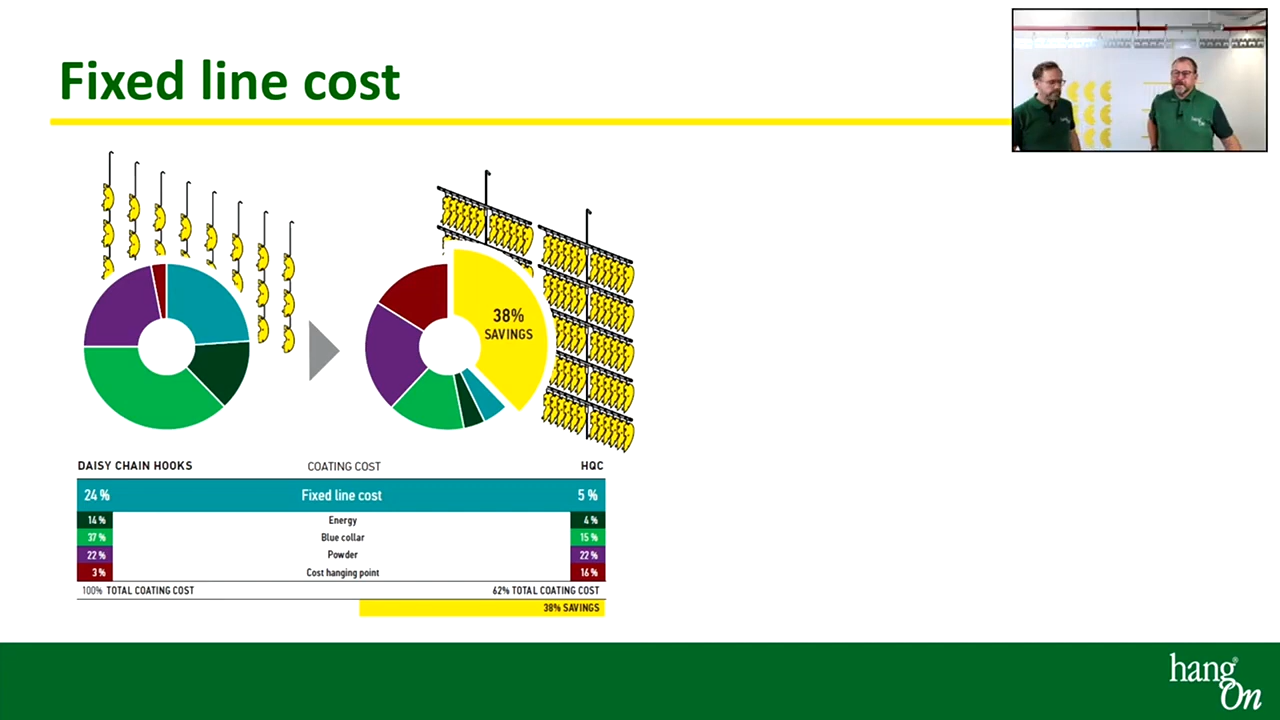 Fixed line cost
hang
On
38%
SAVINGS
DAISY CHAIN HOOKS COATING COST HQC
24 % Fixed line cost 5 %
14 % Energy 4 %
37 % Blue collar 15 %
22 % Powder 22 %
3 % Cost hanging point 16 %
100% TOTAL COATING COST 62% TOTAL COATING COST
38% SAVINGS
hang®
On